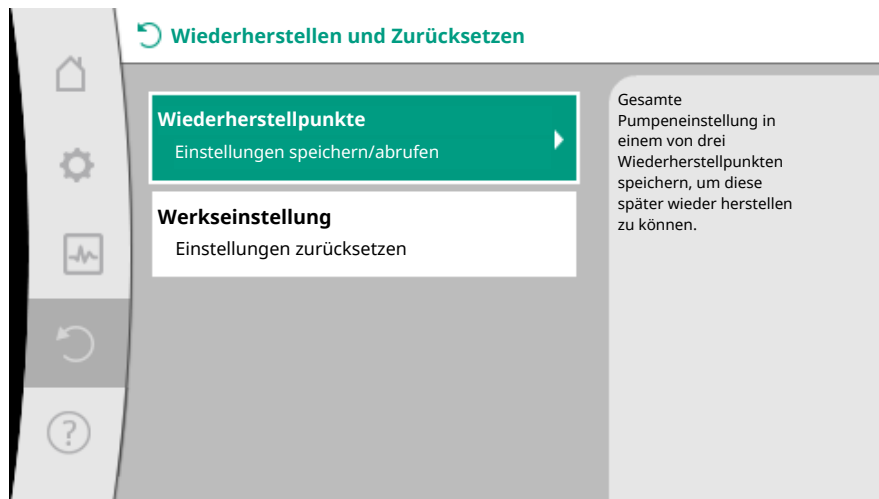 Wiederherstellen und Zurücksetzen
Wiederherstellpunkte
Einstellungen speichern/abrufen
Werkseinstellung
Einstellungen zurücksetzen
Gesamte
Pumpeneinstellung in
einem von drei
Wiederherstellpunkten
speichern, um diese
später wieder herstellen
zu können.
?